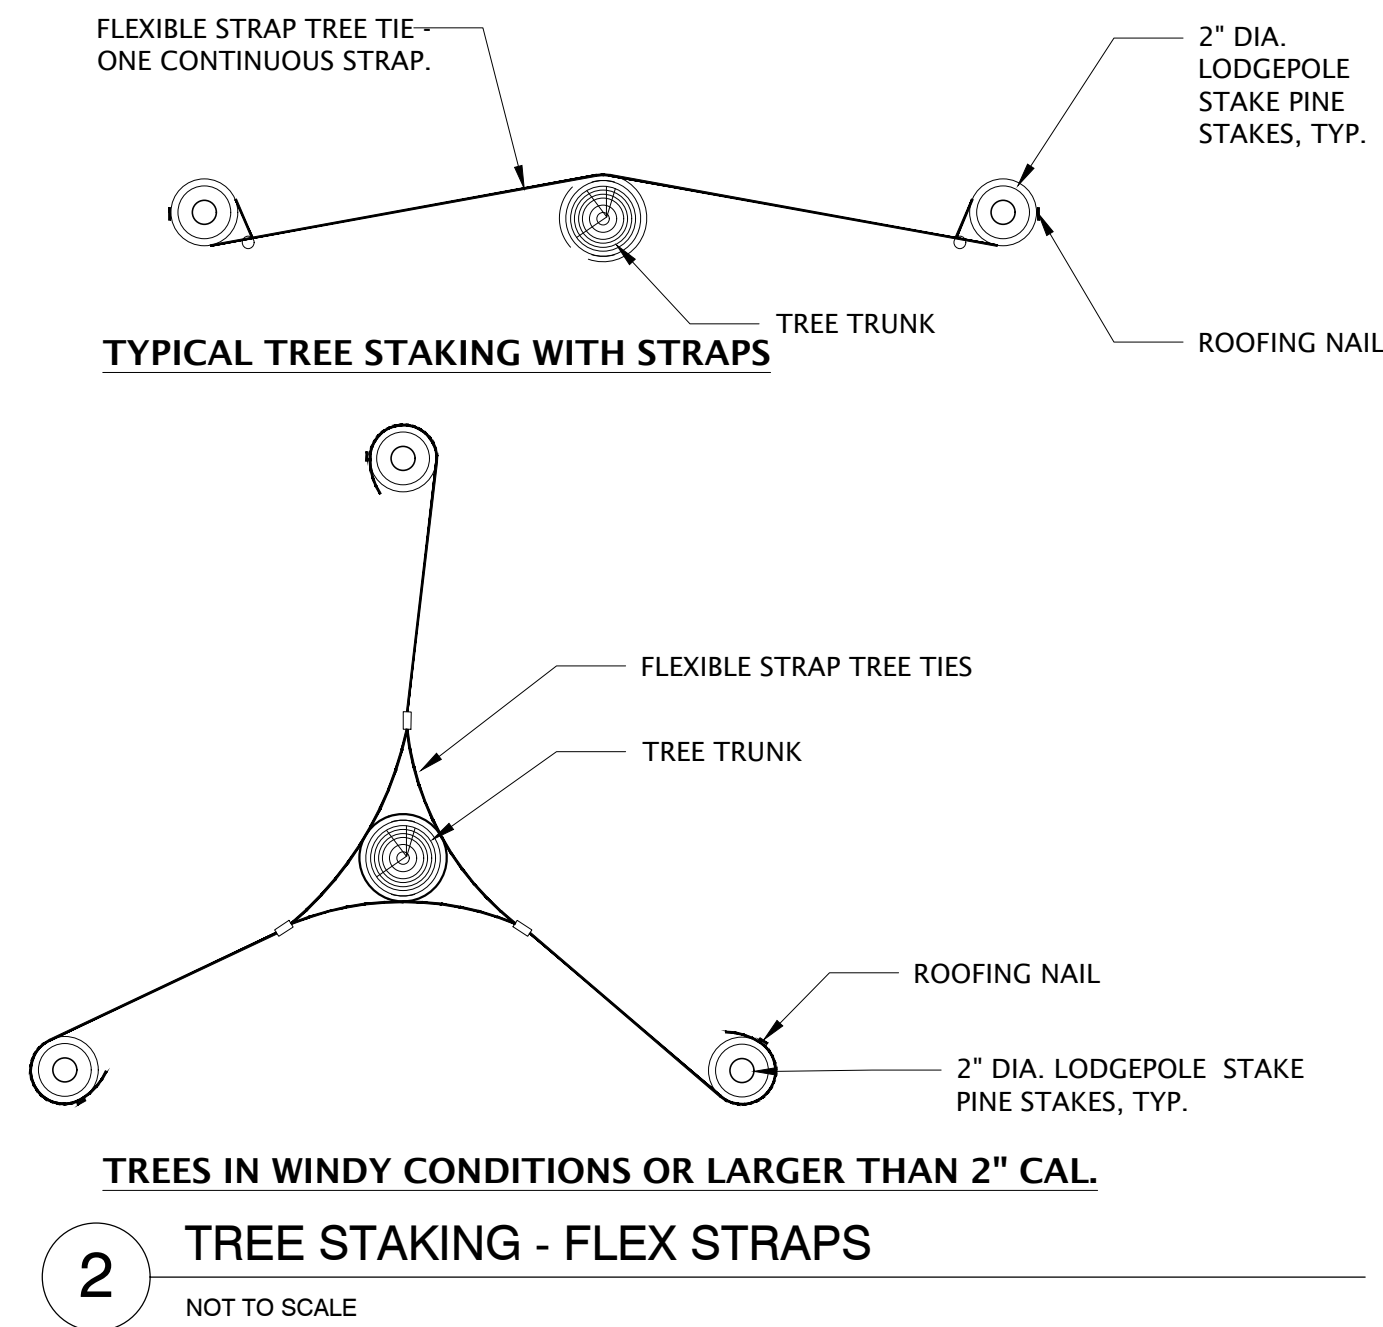 FLEXIBLE STRAP TREE TIE -
ONE CONTINUOUS STRAP.
2" DIA.
LODGEPOLE
STAKE PINE
STAKES, TYP.
TREE TRUNK
ROOFING NAIL
TYPICAL TREE STAKING WITH STRAPS
FLEXIBLE STRAP TREE TIES
TREE TRUNK
ROOFING NAIL
2" DIA. LODGEPOLE STAKE
PINE STAKES, TYP.
TREES IN WINDY CONDITIONS OR LARGER THAN 2" CAL.
2
TREE STAKING - FLEX STRAPS
NOT TO SCALE